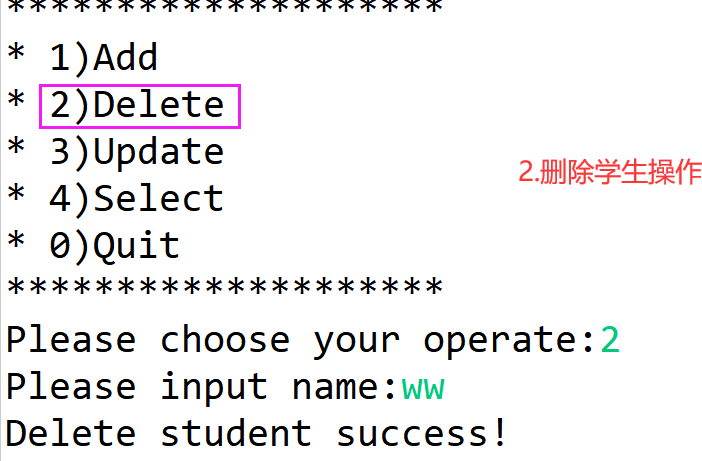 *********************
* 1)Add
* 2)Delete
* 3)Update
* 4)Select
* 0)Quit
2.删除学生操作
*********************
Please choose your operate:2
Please input name:ww
Delete student success!